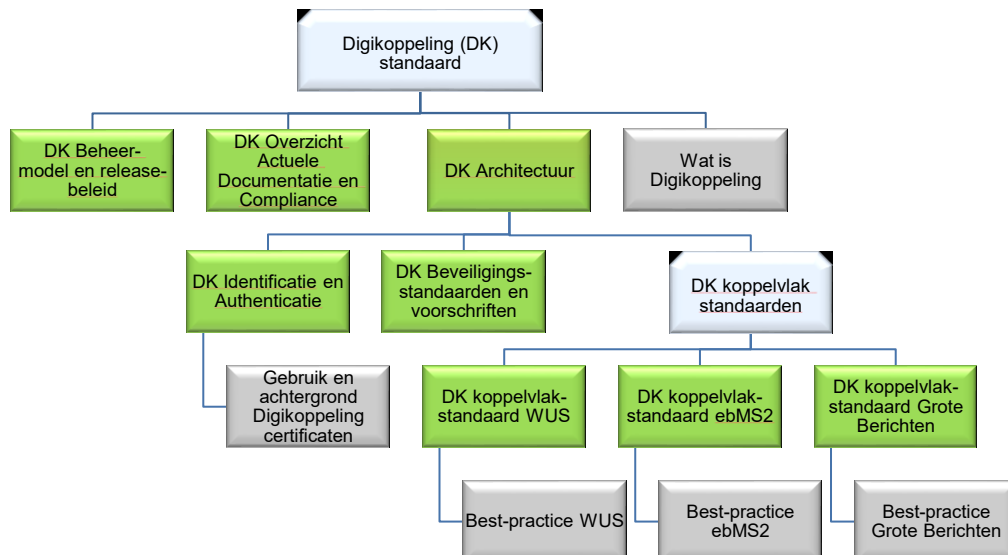 Digikoppeling (DK)
standaard
DK Beheer-
model en release-
beleid
DK Overzicht
Actuele
Documentatie en
Compliance
DK Architectuur
Wat is
Digikoppeling
DK Identificatie en
Authenticatie
DK Beveiligings-
standaarden en
voorschriften
DK koppelvlak
standaarden
Gebruik en
achtergrond
Digikoppeling
certificaten
DK koppelvlak-
standaard WUS
DK koppelvlak-
standaard ebMS2
DK koppelvlak-
standaard Grote
Berichten
Best-practice WUS
Best-practice
ebMS2
Best-practice
Grote Berichten